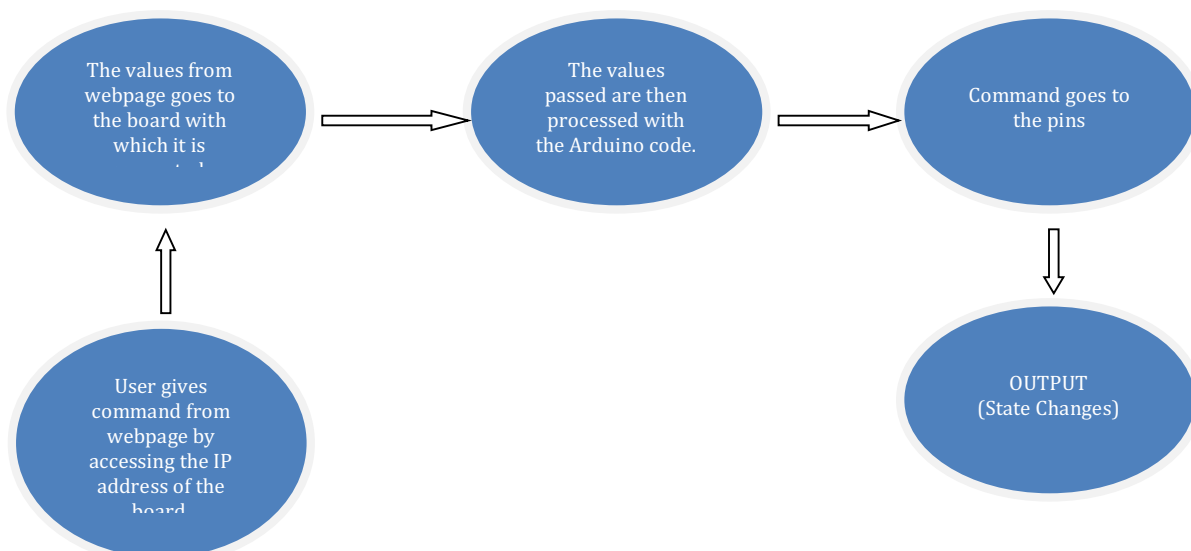 The values from
webpage goes to
the board with
which it is
The values
passed are then
processed with
the Arduino code.
Command goes to
the pins
User gives
command from
webpage by
accessing the IP
address of the
board
OUTPUT
(State Changes)